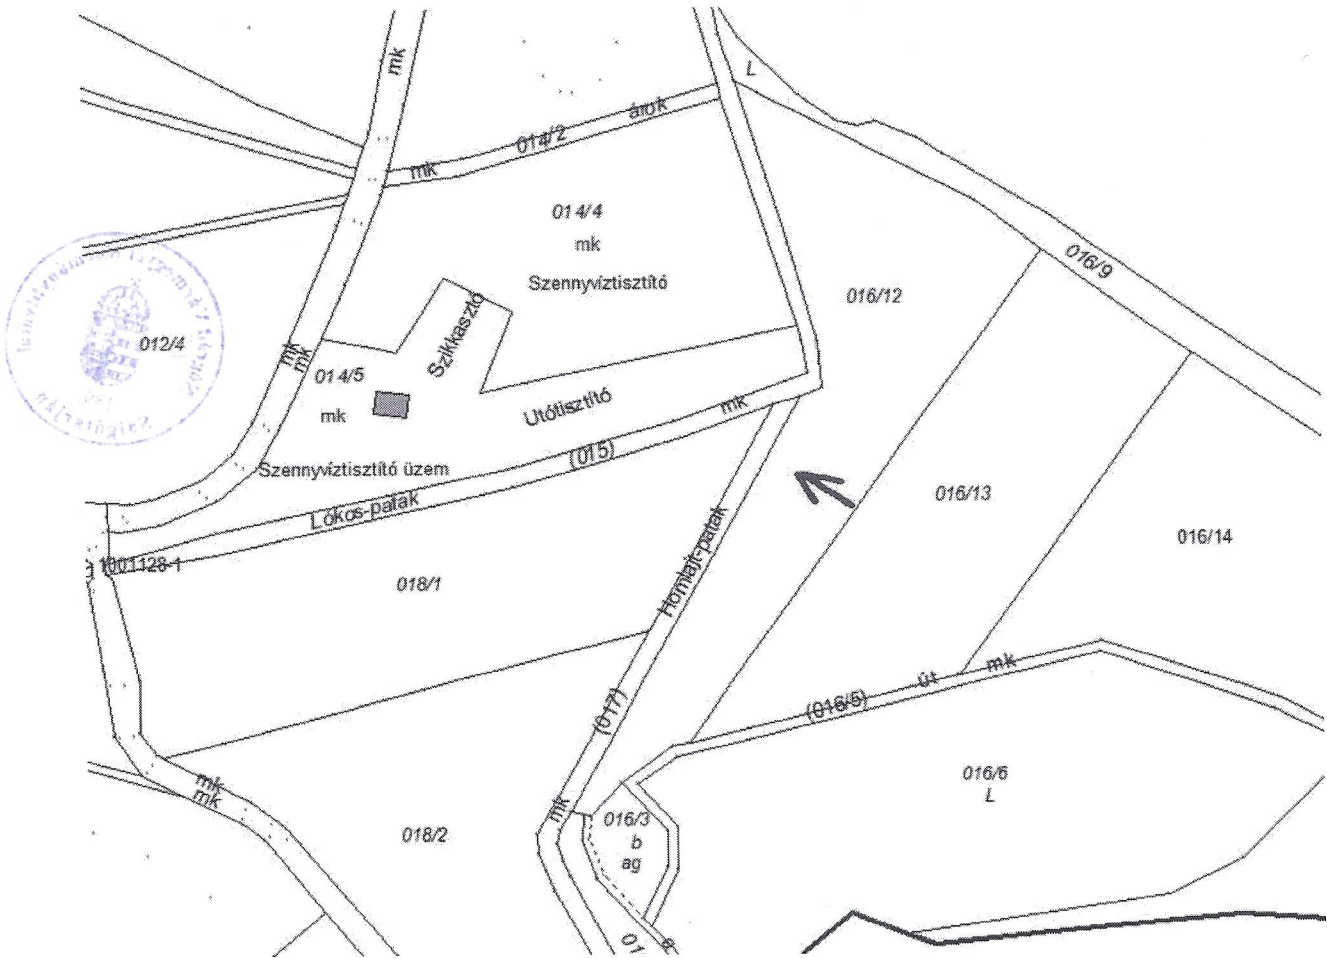 mk
L
árok
014/2
mk
014/4
mk
Szennyvíztisztító
016/9
016/12
Szikkasztó
012/4
mk
mk
014/5
mk
Utótisztító
mk
(015)
Szennyvíztisztító üzem
016/13
Lókos-patak
016/14
1001128-1
018/1
Homlajt-patak
mk
út
(016/5)
(017)
016/6
L
mk
mk
mk
018/2
016/3
b
ag